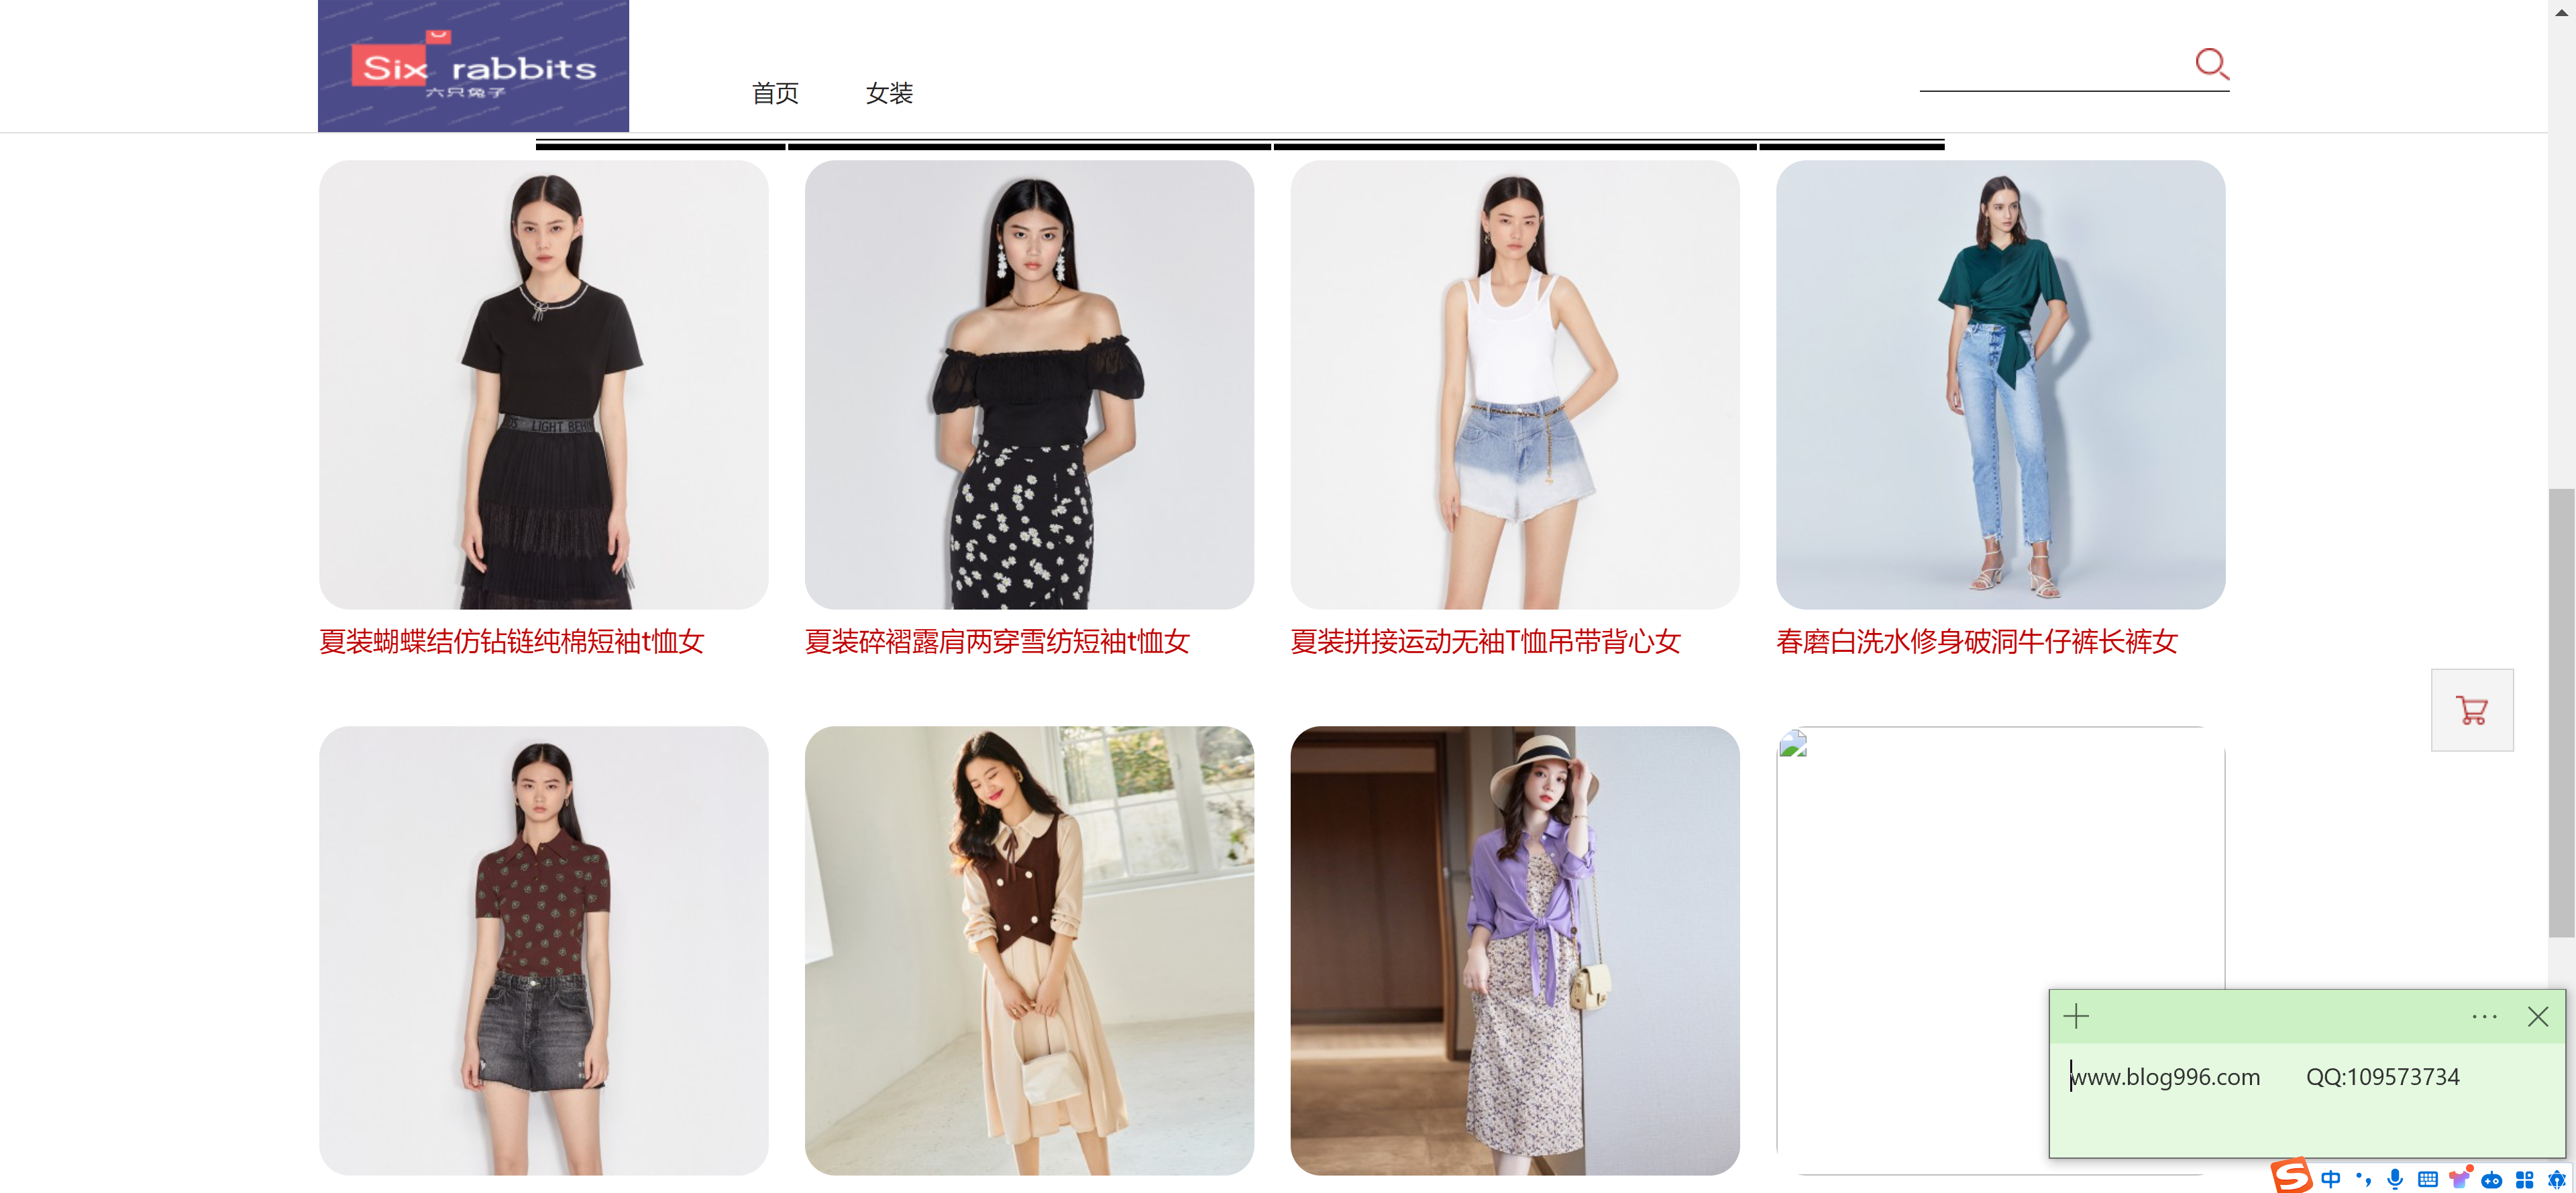 Six rabbits
六只兔子
首页 女装
LIGHT BEHI
夏装蝴蝶结仿钻链纯棉短袖t恤女
夏装碎褶露肩两穿雪纺短袖t恤女
夏装拼接运动无袖T恤吊带背心女
春磨白洗水修身破洞牛仔裤长裤女
www.blog996.com QQ:109573734
中